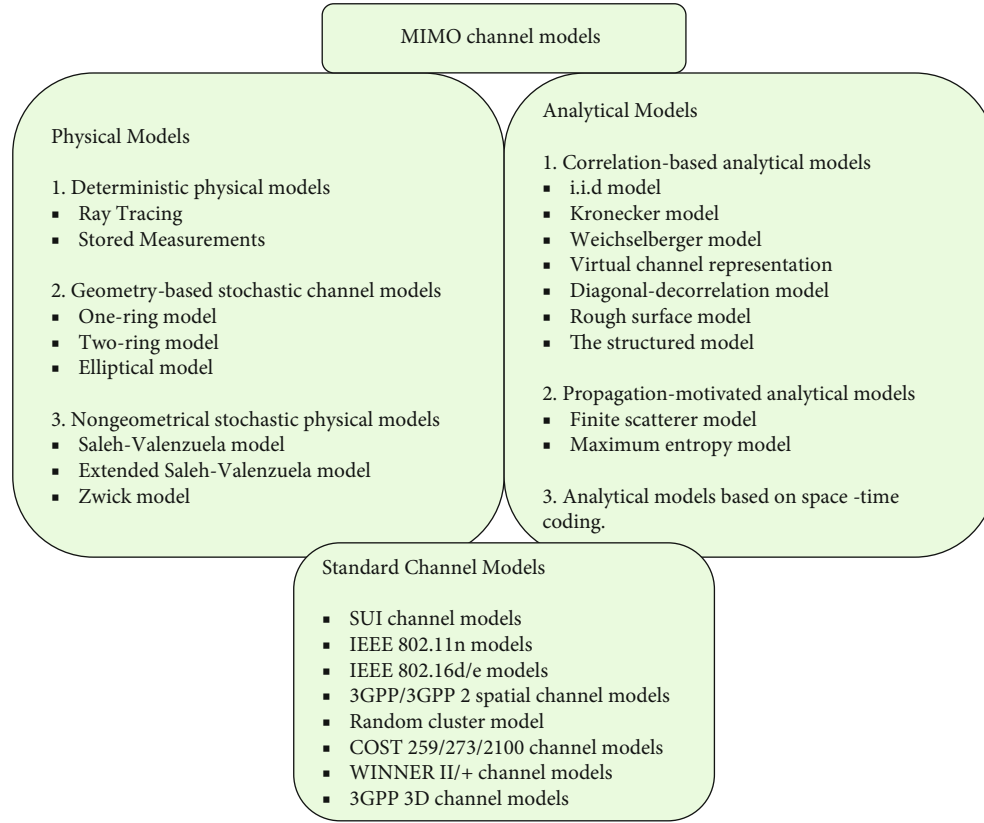 MIMO channel models
Physical Models
1. Deterministic physical models
▪ Ray Tracing
▪ Stored Measurements
2. Geometry-based stochastic channel models
▪ One-ring model
▪ Two-ring model
▪ Elliptical model
3. Nongeometrical stochastic physical models
▪ Saleh-Valenzuela model
▪ Extended Saleh-Valenzuela model
▪ Zwick model
Analytical Models
1. Correlation-based analytical models
▪ i.i.d model
▪ Kronecker model
▪ Weichselberger model
▪ Virtual channel representation
▪ Diagonal-decorrelation model
▪ Rough surface model
▪ The structured model
2. Propagation-motivated analytical models
▪ Finite scatterer model
▪ Maximum entropy model
3. Analytical models based on space -time
coding.
Standard Channel Models
▪ SUI channel models
▪ IEEE 802.11n models
▪ IEEE 802.16d/e models
▪ 3GPP/3GPP 2 spatial channel models
▪ Random cluster model
▪ COST 259/273/2100 channel models
▪ WINNER II/+ channel models
▪ 3GPP 3D channel models